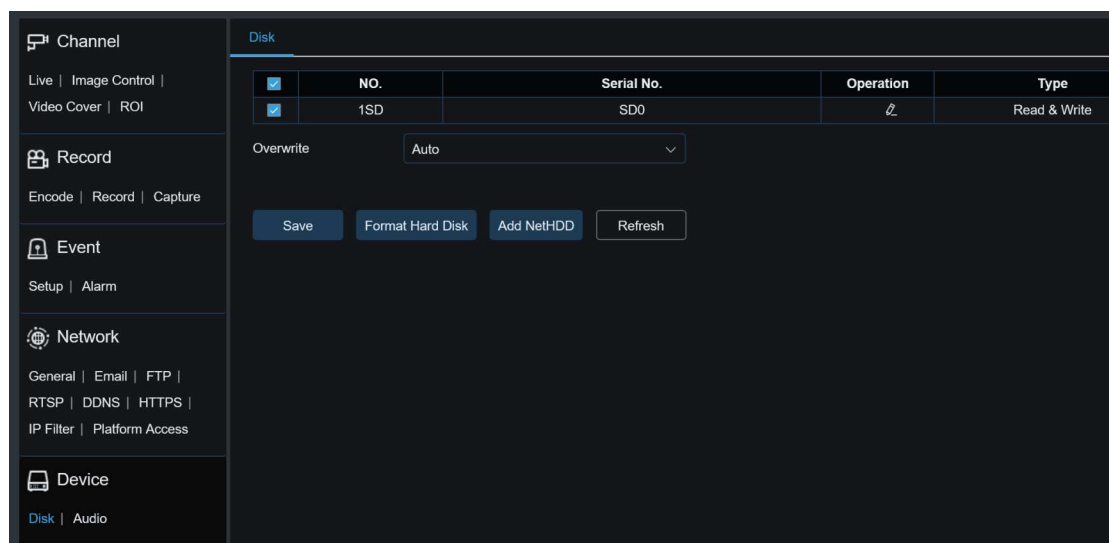 Channel
Live | Image Control |
Video Cover | ROI
Record
Encode | Record | Capture
Event
Setup | Alarm
Network
General | Email | FTP |
RTSP | DDNS | HTTPS |
IP Filter | Platform Access
Device
Disk | Audio
Disk
NO. Serial No. Operation Type
1SD SD0 Read & Write
Overwrite Auto
Save Format Hard Disk Add NetHDD Refresh